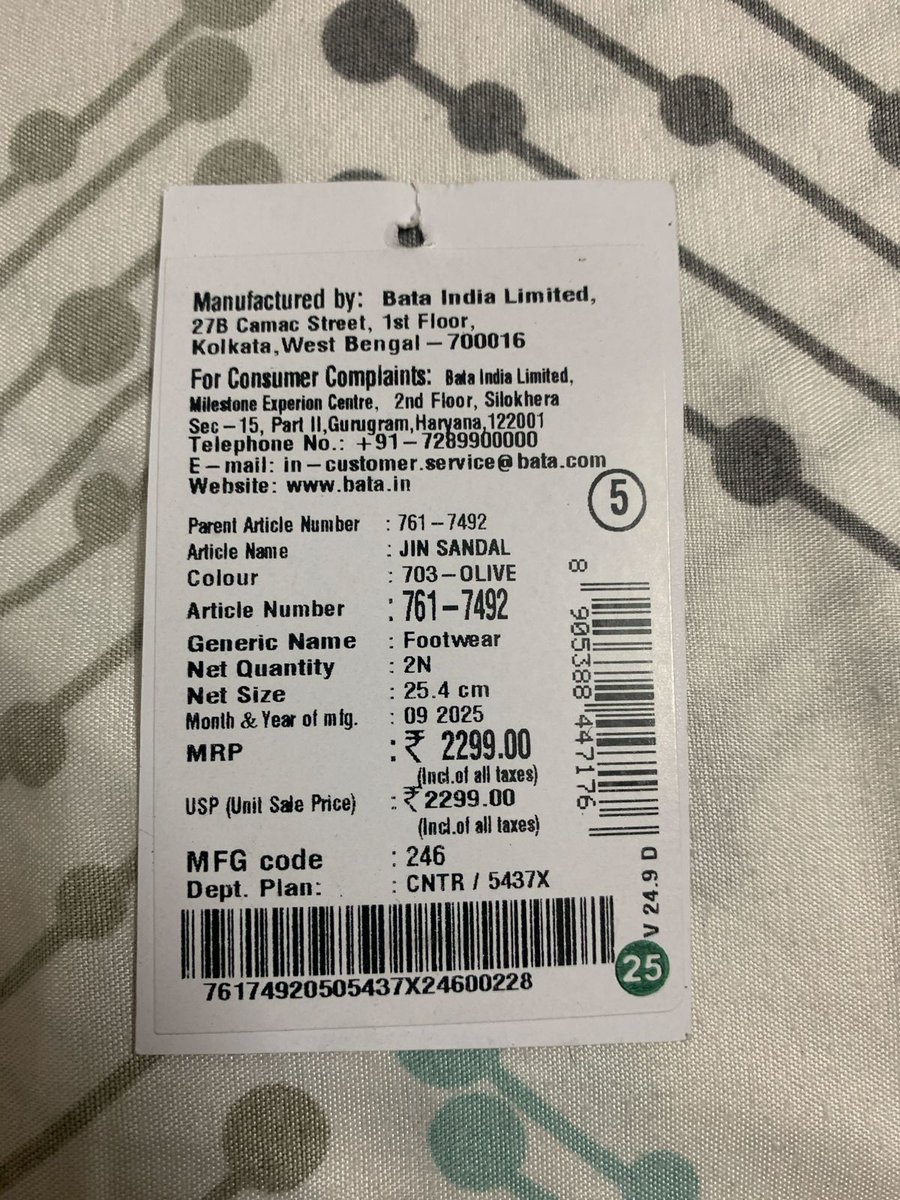 Manufactured by: Bata India Limited,
27B Camac Street, 1st Floor,
Kolkata,West Bengal – 700016
For Consumer Complaints: Bata India Limited,
Milestone Experion Centre, 2nd Floor, Silokhera
Sec – 15, Part II,Gurugram,Haryana,122001
Telephone No.: +91 – 7289900000
E – mail: in – customer.service@bata.com
Website: www.bata.in
5
Parent Article Number : 761 – 7492
Article Name : JIN SANDAL
Colour : 703 – OLIVE
Article Number : 761 – 7492
Generic Name : Footwear
Net Quantity : 2N
Net Size : 25.4 cm
Month & Year of mfg. : 09 2025
MRP : ₹ 2299.00
(Incl.of all taxes)
USP (Unit Sale Price) : ₹ 2299.00
(Incl.of all taxes)
MFG code : 246
Dept. Plan: : CNTR / 5437X
76174920505437X24600228
8 905388 447176
V 24.9 D
25